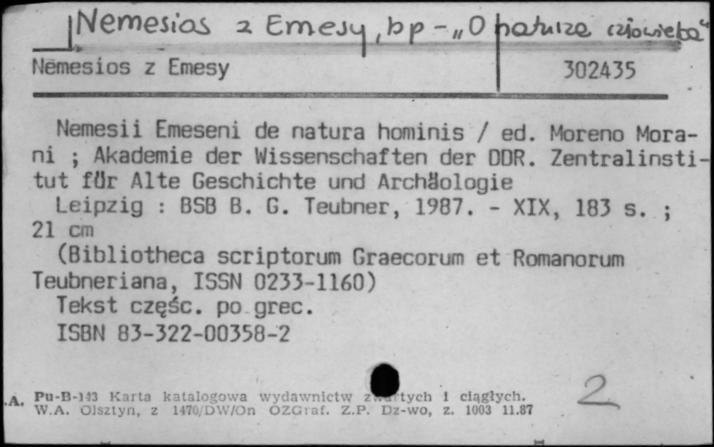 Nemesios z Emesy, bp - „O naturze człowieka"
Nemesios z Emesy 302435
Nemesii Emeseni de natura hominis / ed. Moreno Mora-
ni ; Akademie der Wissenschaften der DDR. Zentralinsti-
tut für Alte Geschichte und Archäologie
Leipzig : BSB B. G. Teubner, 1987. - XIX, 183 s. ;
21 cm
(Bibliotheca scriptorum Graecorum et Romanorum
Teubneriana, ISSN 0233-1160)
Tekst częśc. po grec.
ISBN 83-322-00358-2
2
.A. Pu-B-143 Karta katalogowa wydawnictw zwartych i ciągłych.
W.A. Olsztyn, z 1470/DW/On OZGraf. Z.P. Dz-wo, z. 1003 11.87